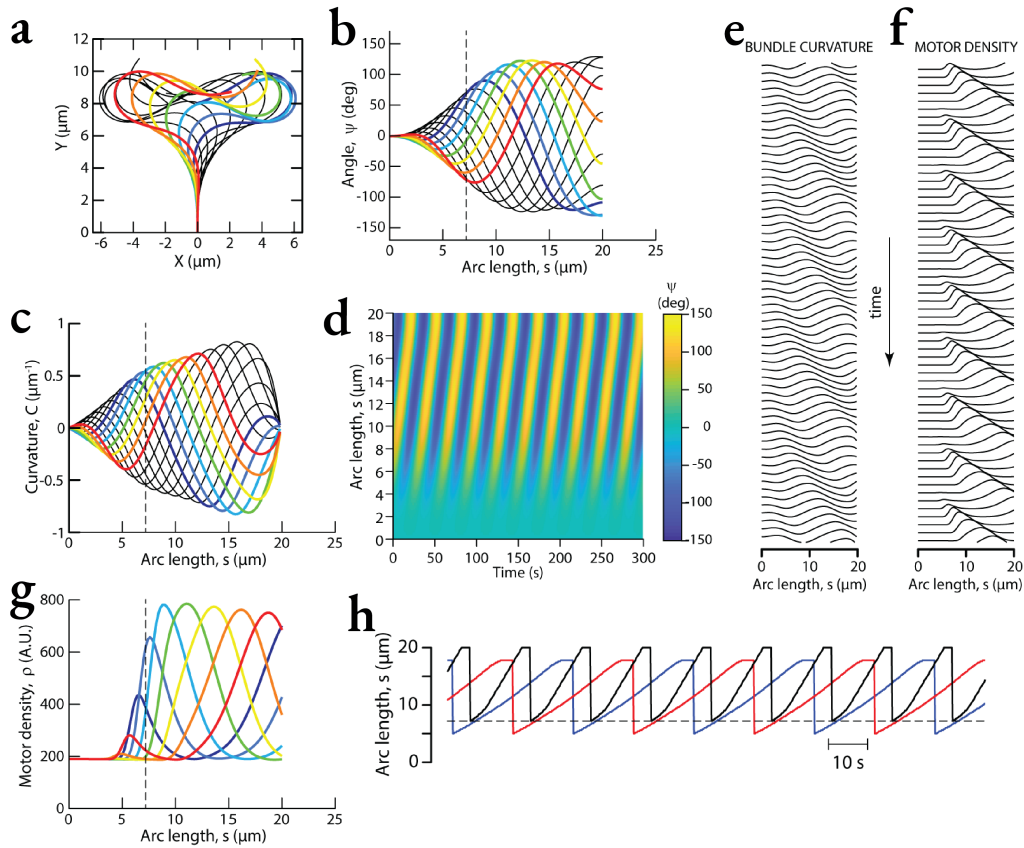 a
12
10
8
6
4
2
0
Y (μm)
-6 -4 -2 0 2 4 6
X (μm)
b
150
100
50
0
-50
-100
-150
Angle, ψ (deg)
0 5 10 15 20 25
Arc length, s (μm)
c
1
0.5
0
-0.5
-1
Curvature, C (μm⁻¹)
0 5 10 15 20 25
Arc length, s (μm)
d
20
18
16
14
12
10
8
6
4
2
0
Arc length, s (μm)
0 50 100 150 200 250 300
Time (s)
ψ
(deg)
150
100
50
0
−50
100
150
e
BUNDLE CURVATURE
0 10 20
Arc length, s (μm)
time
f
MOTOR DENSITY
0 10 20
Arc length, s (μm)
g
800
600
400
200
0
Motor density, ρ (A.U.)
0 5 10 15 20 25
Arc length, s (μm)
h
20
10
0
Arc length, s (μm)
10 s